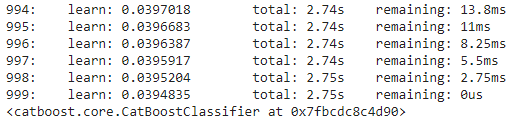 994:	learn: 0.0397018	total: 2.74s	remaining: 13.8ms
995:	learn: 0.0396683	total: 2.74s	remaining: 11ms
996:	learn: 0.0396387	total: 2.74s	remaining: 8.25ms
997:	learn: 0.0395917	total: 2.74s	remaining: 5.5ms
998:	learn: 0.0395204	total: 2.75s	remaining: 2.75ms
999:	learn: 0.0394835	total: 2.75s	remaining: 0us
<catboost.core.CatBoostClassifier at 0x7fbcdc8c4d90>